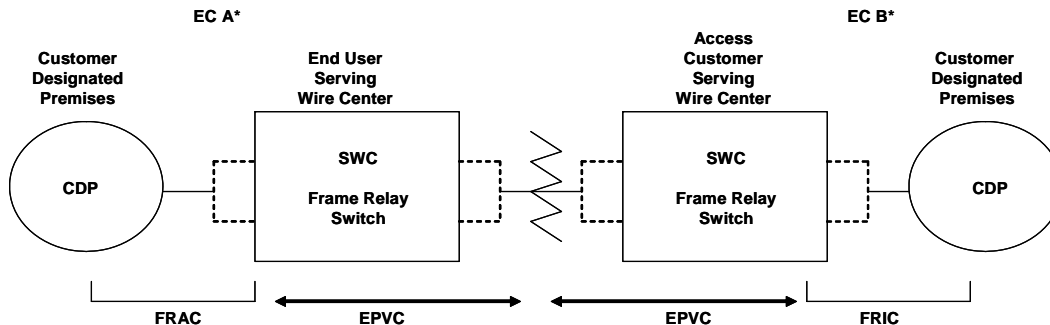 EC A*
EC B*
Customer
Designated
Premises
End User
Serving
Wire Center
Access
Customer
Serving
Wire Center
Customer
Designated
Premises
CDP
SWC
Frame Relay
Switch
SWC
Frame Relay
Switch
CDP
FRAC
EPVC
EPVC
FRIC